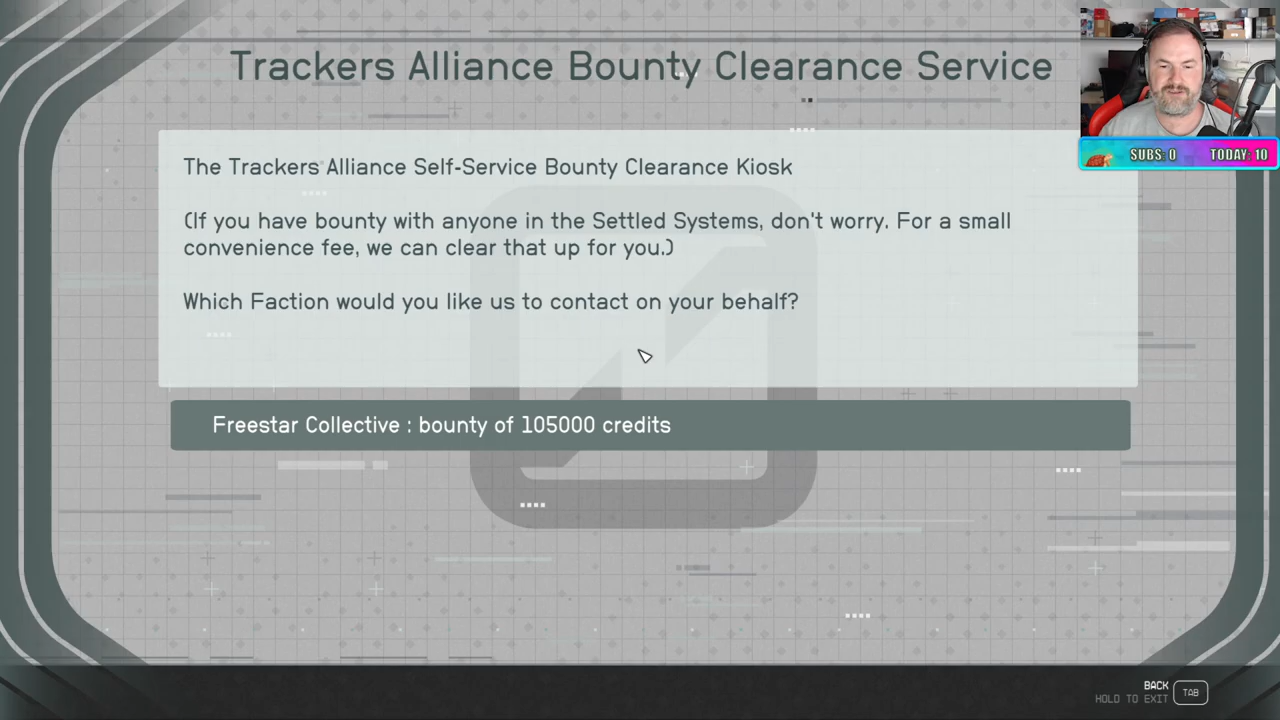 Trackers Alliance Bounty Clearance Service
SUBS: 0 TODAY: 10
The Trackers Alliance Self-Service Bounty Clearance Kiosk
(If you have bounty with anyone in the Settled Systems, don't worry. For a small
convenience fee, we can clear that up for you.)
Which Faction would you like us to contact on your behalf?
Freestar Collective : bounty of 105000 credits
BACK
HOLD TO EXIT TAB